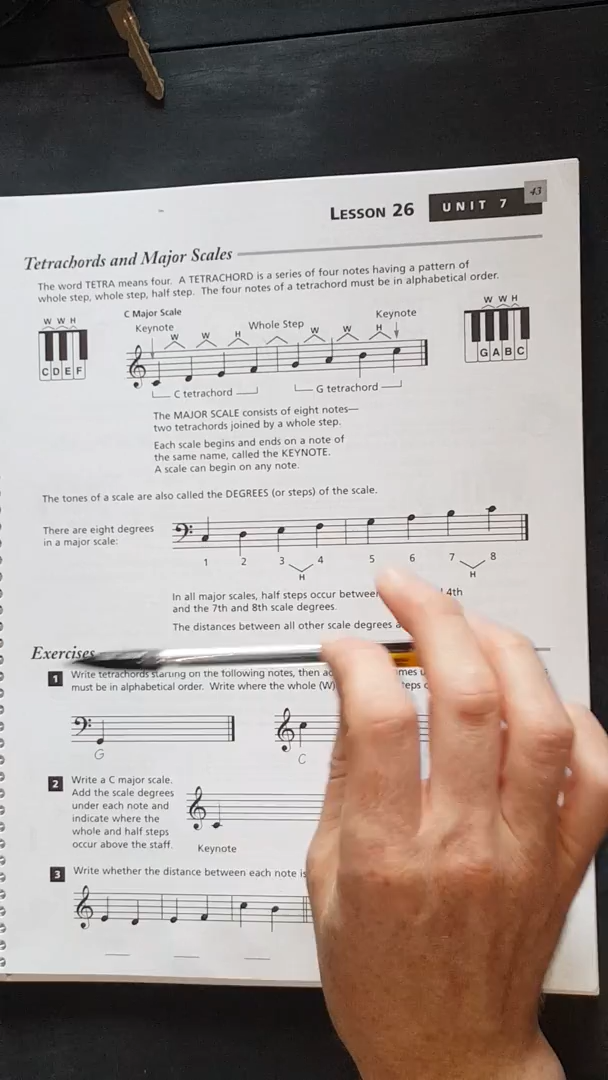 43
LESSON 26
UNIT 7
Tetrachords and Major Scales
The word TETRA means four. A TETRACHORD is a series of four notes having a pattern of
whole step, whole step, half step. The four notes of a tetrachord must be in alphabetical order.
C Major Scale
Keynote
Whole Step
Keynote
W W H
W W H W W H
W W H
C D E F
G A B C
C tetrachord
G tetrachord
The MAJOR SCALE consists of eight notes—
two tetrachords joined by a whole step.
Each scale begins and ends on a note of
the same name, called the KEYNOTE.
A scale can begin on any note.
The tones of a scale are also called the DEGREES (or steps) of the scale.
There are eight degrees
in a major scale:
1 2 3 4 5 6 7 8
H H
In all major scales, half steps occur between 4th
and the 7th and 8th scale degrees.
The distances between all other scale degrees
Exercises
1 Write tetrachords starting on the following notes, then
must be in alphabetical order. Write where the whole (W)
G
C
2 Write a C major scale.
Add the scale degrees
under each note and
indicate where the
whole and half steps
occur above the staff.
Keynote
3 Write whether the distance between each note is